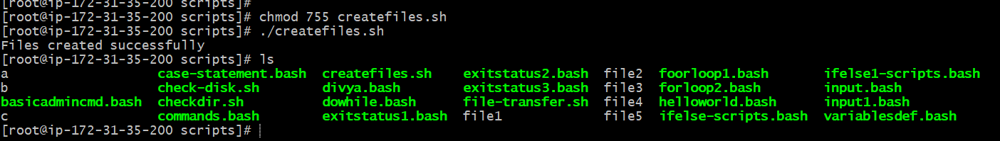 [root@ip-172-31-35-200 scripts]#
[root@ip-172-31-35-200 scripts]# chmod 755 createfiles.sh
[root@ip-172-31-35-200 scripts]# ./createfiles.sh
Files created successfully
[root@ip-172-31-35-200 scripts]# ls
a case-statement.bash createfiles.sh exitstatus2.bash file2 foorloop1.bash ifelse1-scripts.bash
b check-disk.sh divya.bash exitstatus3.bash file3 forloop2.bash input.bash
basicadmincmd.bash checkdir.sh dowhile.bash file-transfer.sh file4 helloworld.bash input1.bash
c commands.bash exitstatus1.bash file1 file5 ifelse-scripts.bash variablesdef.bash
[root@ip-172-31-35-200 scripts]#